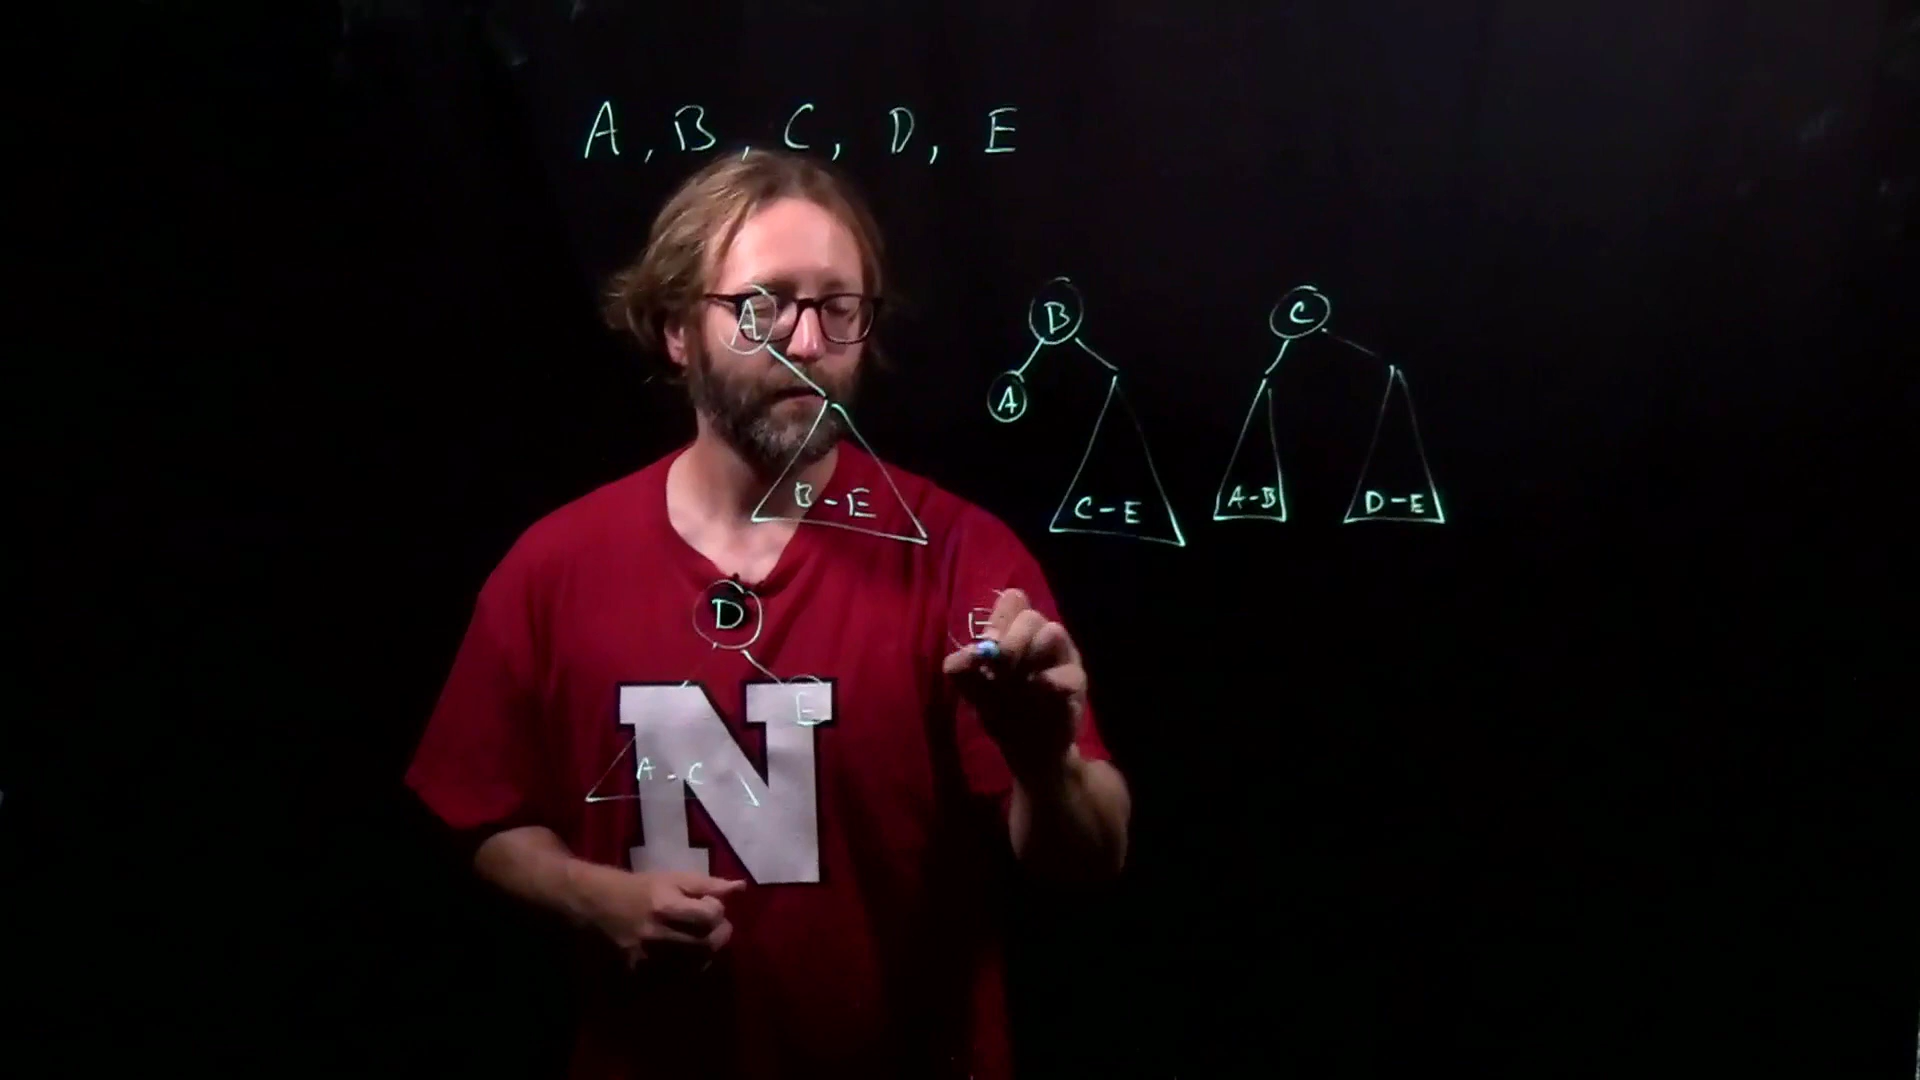 A, B, C, D, E
A B C
A
B-E C-E A-B D-E
D E
E
A-C
N